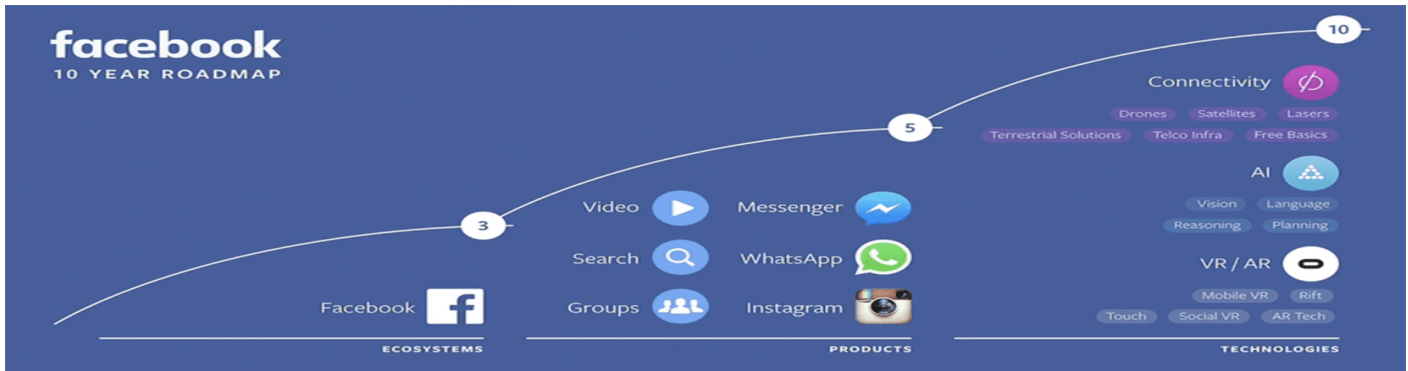 facebook
10 YEAR ROADMAP
3
5
10
Facebook
ECOSYSTEMS
Video Messenger
Search WhatsApp
Groups Instagram
PRODUCTS
Connectivity
Drones Satellites Lasers
Terrestrial Solutions Telco Infra Free Basics
AI
Vision Language
Reasoning Planning
VR / AR
Mobile VR Rift
Touch Social VR AR Tech
TECHNOLOGIES